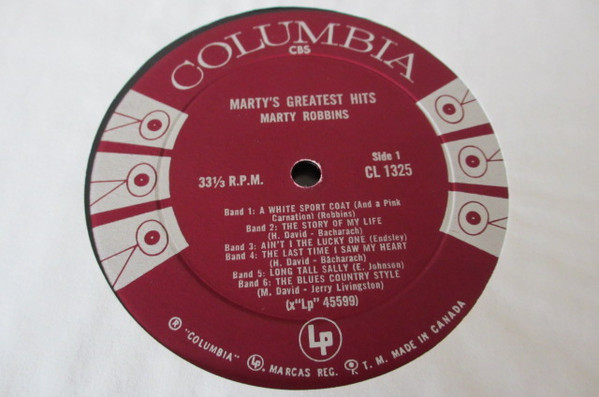 COLUMBIA
CBS
MARTY'S GREATEST HITS
MARTY ROBBINS
33⅓ R.P.M.
Side 1
CL 1325
Band 1: A WHITE SPORT COAT (And a Pink
Carnation) (Robbins)
Band 2: THE STORY OF MY LIFE
(H. David - Bacharach)
Band 3: AIN'T I THE LUCKY ONE (Endsley)
Band 4: THE LAST TIME I SAW MY HEART
(H. David - Bacharach)
Band 5: LONG TALL SALLY (E. Johnson)
Band 6: THE BLUES COUNTRY STYLE
(M. David - Jerry Livingston)
(x"Lp" 45599)
Lp
® "COLUMBIA" Lp, MARCAS REG. T. M. MADE IN CANADA